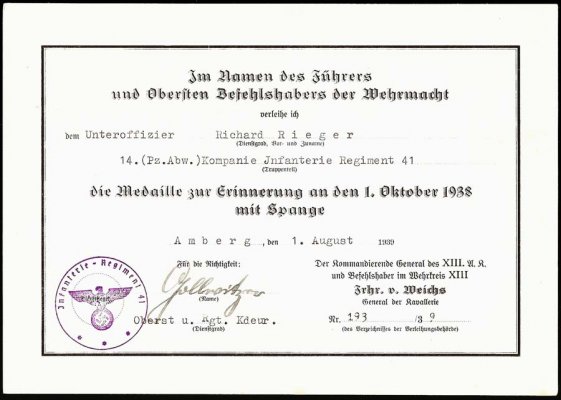 Im Namen des Führers
und Obersten Befehlshabers der Wehrmacht
verleihe ich
dem Unteroffizier Richard Rieger
(Dienstgrad, Vor- und Zuname)
14.(Pz.Abw.)Kompanie Jnfanterie Regiment 41
(Truppenteil)
die Medaille zur Erinnerung an den 1. Oktober 1938
mit Spange
Amberg, den 1. August 1939
Für die Richtigkeit:
Gollwitzer
(Name)
Oberst u. Rgt. Kdeur.
(Dienstgrad)
Infanterie-Regiment 41
Der Kommandierende General des XIII. A. K.
und Befehlshaber im Wehrkreis XIII
Frhr. v. Weichs
General der Kavallerie
Nr. 193 /39
(des Verzeichnisses der Verleihungsbehörde)